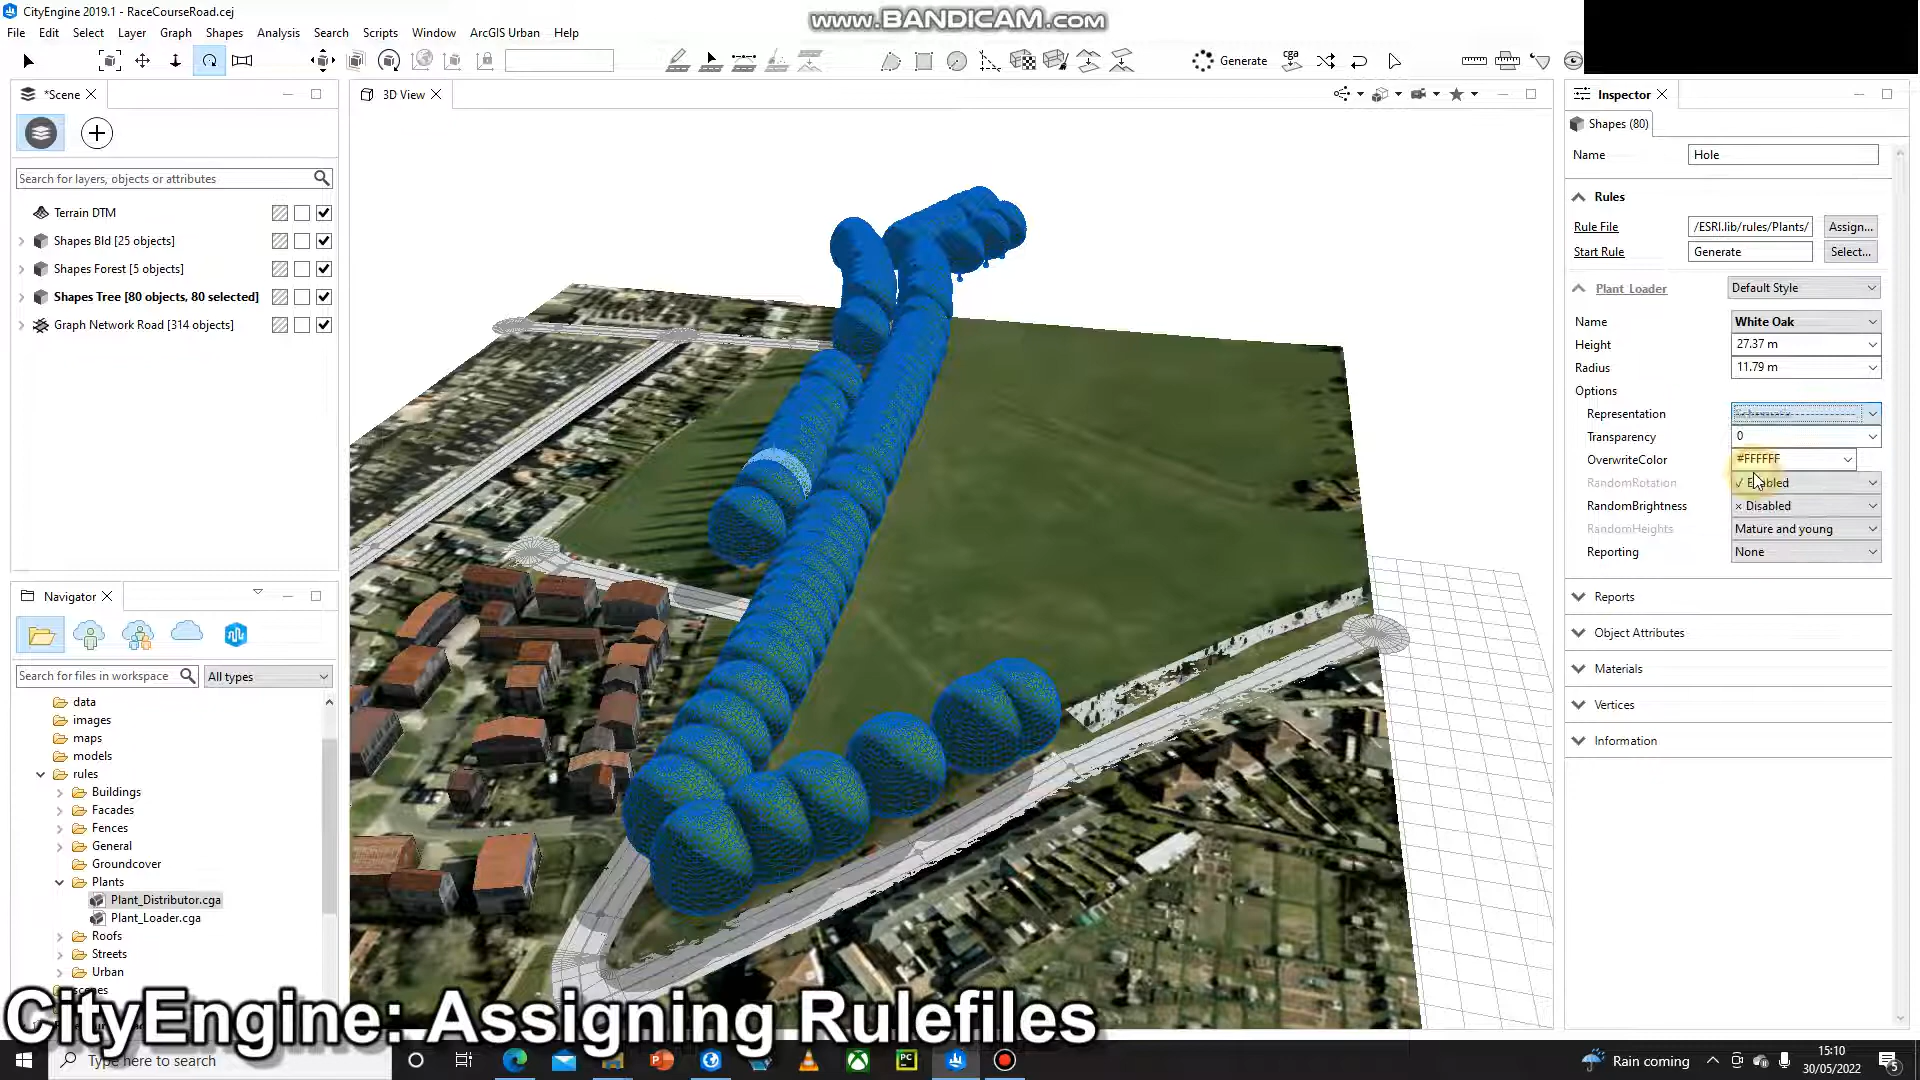 CityEngine 2019.1 - RaceCourseRoad.cej
WWW.BANDICAM.COM
File Edit Select Layer Graph Shapes Analysis Search Scripts Window ArcGIS Urban Help
cga
Generate
*Scene
3D View
Inspector
Shapes (80)
Search for layers, objects or attributes
Terrain DTM
Shapes Bld [25 objects]
Shapes Forest [5 objects]
Shapes Tree [80 objects, 80 selected]
Graph Network Road [314 objects]
Navigator
Search for files in workspace
All types
data
images
maps
models
rules
Buildings
Facades
Fences
General
Groundcover
Plants
Plant_Distributor.cga
Plant_Loader.cga
Roofs
Streets
Urban
scenes
Name Hole
Rules
Rule File /ESRI.lib/rules/Plants/ Assign...
Start Rule Generate Select...
Plant_Loader Default Style
Name White Oak
Height 27.37 m
Radius 11.79 m
Options
Representation Schematic
Transparency 0
OverwriteColor #FFFFFF
RandomRotation ✓ Enabled
RandomBrightness × Disabled
RandomHeights Mature and young
Reporting None
Reports
Object Attributes
Materials
Vertices
Information
CityEngine: Assigning Rulefiles
Type here to search
Rain coming
15:10
30/05/2022
5